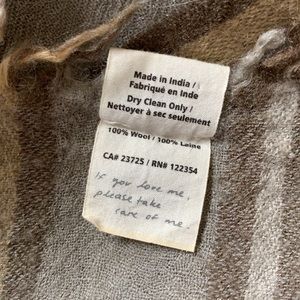 Made in India /
Fabriqué en Inde
Dry Clean Only /
Nettoyer à sec seulement
100% Wool / 100% Laine
CA# 23725 / RN# 122354
if you love me,
please take
care of me.